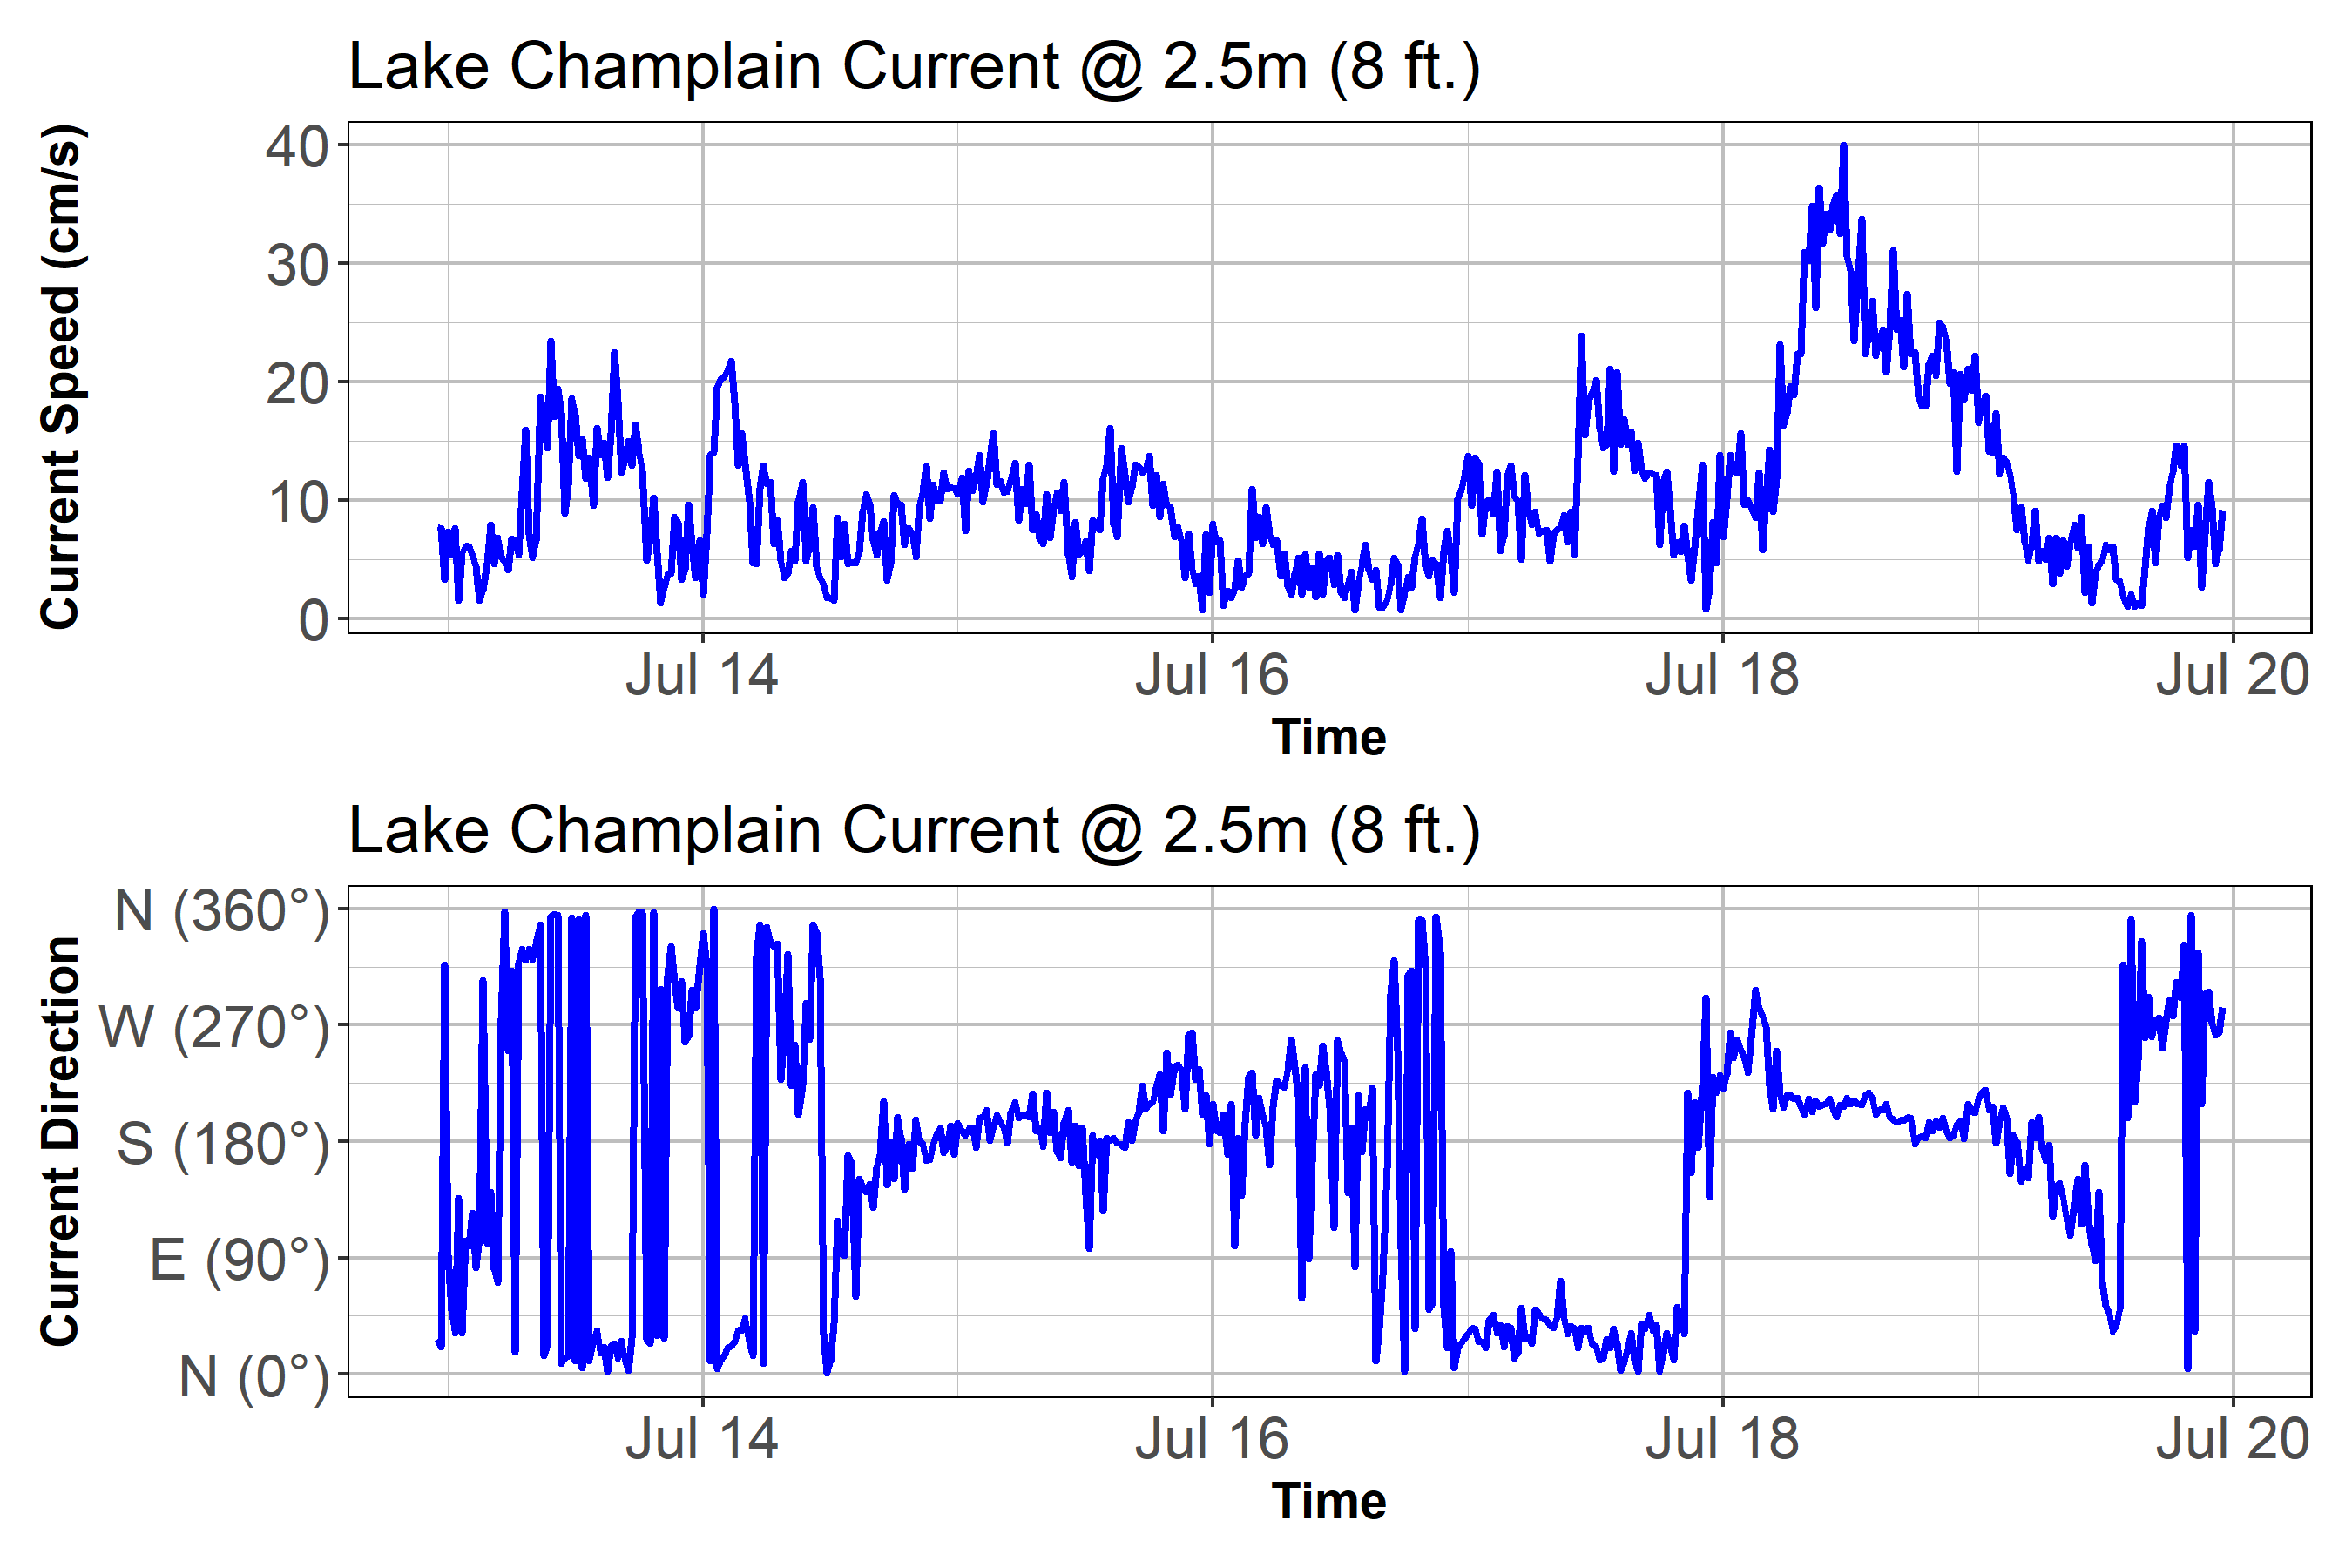 Lake Champlain Current @ 2.5m (8 ft.)
Current Speed (cm/s)
40
30
20
10
0
Jul 14 Jul 16 Jul 18 Jul 20
Time
Lake Champlain Current @ 2.5m (8 ft.)
Current Direction
N (360°)
W (270°)
S (180°)
E (90°)
N (0°)
Jul 14 Jul 16 Jul 18 Jul 20
Time